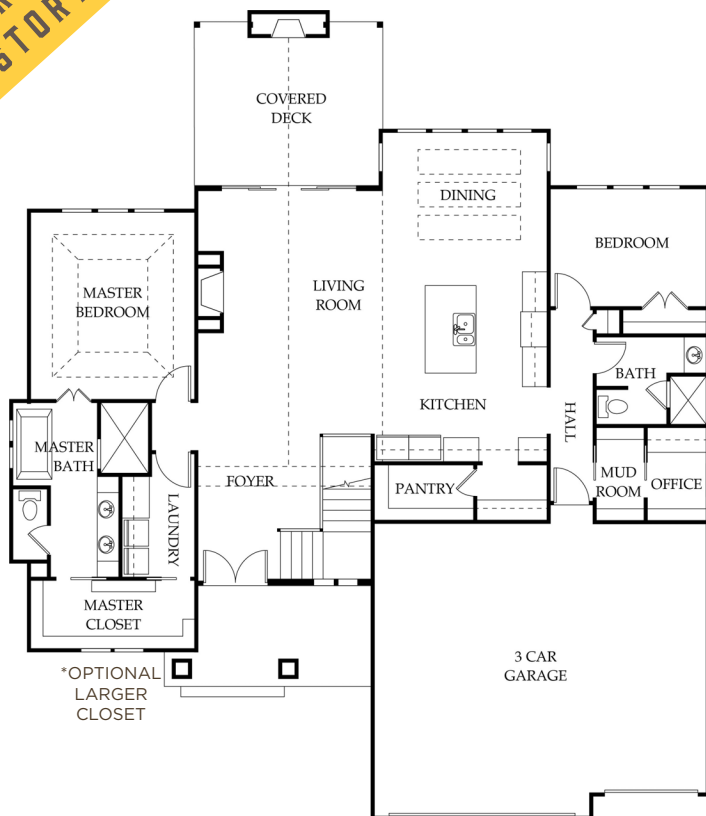 STORY
COVERED
DECK
DINING
BEDROOM
MASTER
BEDROOM
LIVING
ROOM
BATH
KITCHEN
HALL
MASTER
BATH
FOYER
PANTRY
MUD
ROOM
OFFICE
LAUNDRY
MASTER
CLOSET
3 CAR
GARAGE
*OPTIONAL
LARGER
CLOSET